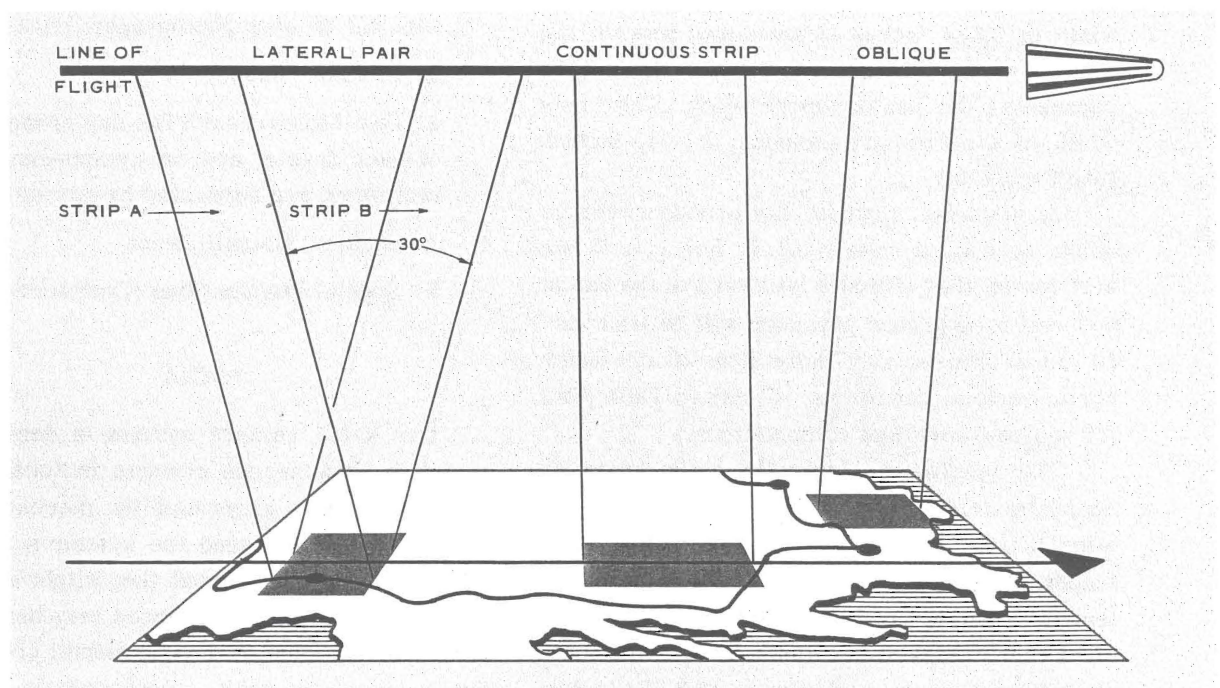 LINE OF FLIGHT
LATERAL PAIR
CONTINUOUS STRIP
OBLIQUE
STRIP A
STRIP B
30°